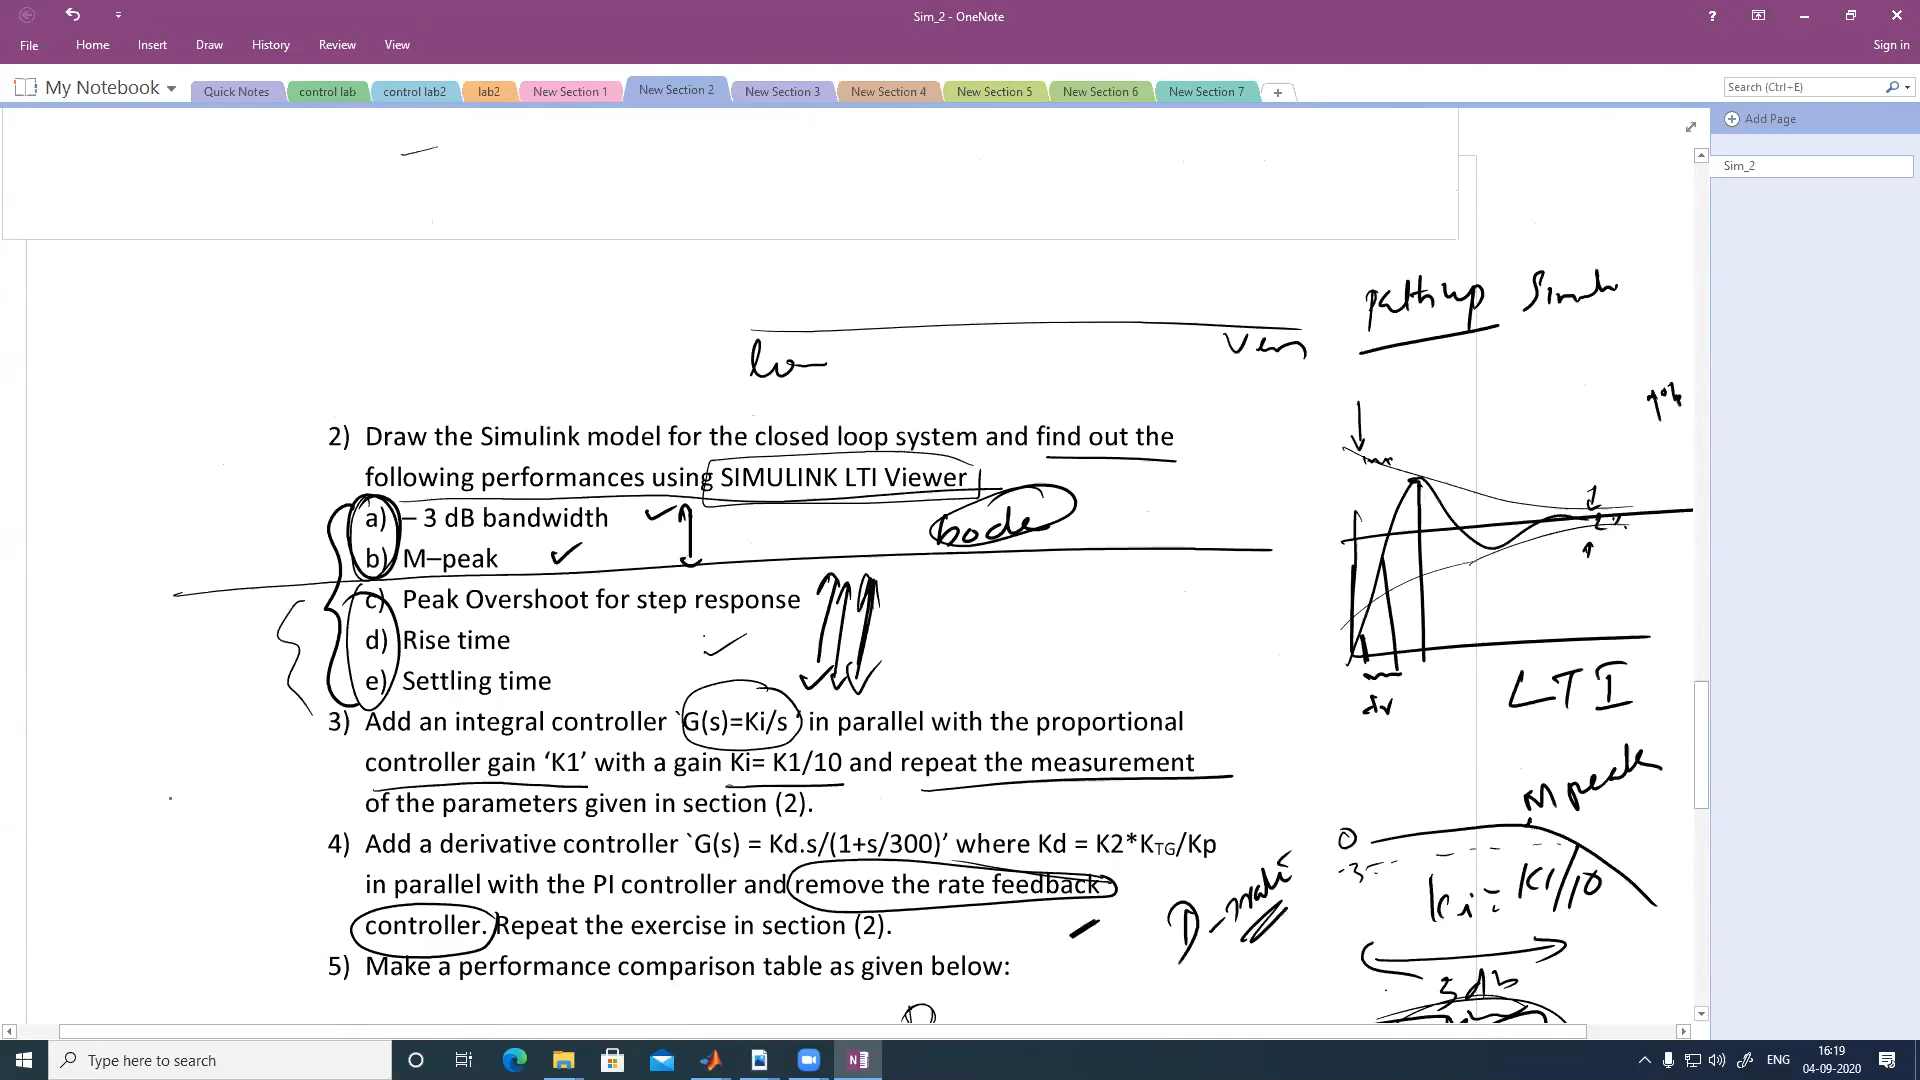 Sim_2 - OneNote
?
File
Home
Insert
Draw
History
Review
View
Sign in
My Notebook
Quick Notes
control lab
control lab2
lab2
New Section 1
New Section 2
New Section 3
New Section 4
New Section 5
New Section 6
New Section 7
+
Search (Ctrl+E)
Add Page
Sim_2
2) Draw the Simulink model for the closed loop system and find out the
following performances using SIMULINK LTI Viewer
a) – 3 dB bandwidth
bode
b) M–peak
c) Peak Overshoot for step response
d) Rise time
e) Settling time
LTI
3) Add an integral controller `G(s)=Ki/s ' in parallel with the proportional
controller gain ‘K1’ with a gain Ki= K1/10 and repeat the measurement
of the parameters given in section (2).
M peak
0
4) Add a derivative controller `G(s) = Kd.s/(1+s/300)’ where Kd = K2*KTG/Kp
in parallel with the PI controller and remove the rate feedback
controller. Repeat the exercise in section (2).
Ki = K1/10
5) Make a performance comparison table as given below:
3 db
Type here to search
ENG
16:19
04-09-2020